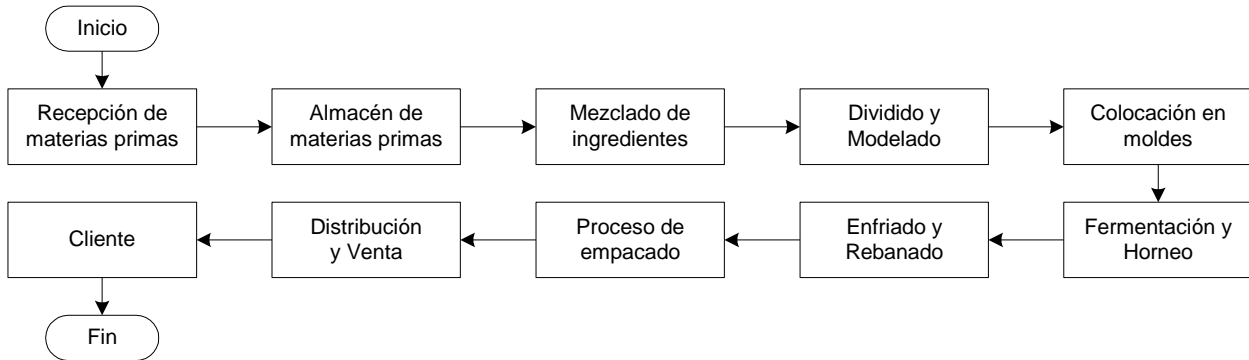 Inicio
Recepción de
materias primas
Almacén de
materias primas
Mezclado de
ingredientes
Dividido y
Modelado
Colocación en
moldes
Fermentación y
Horneo
Enfriado y
Rebanado
Proceso de
empacado
Distribución
y Venta
Cliente
Fin